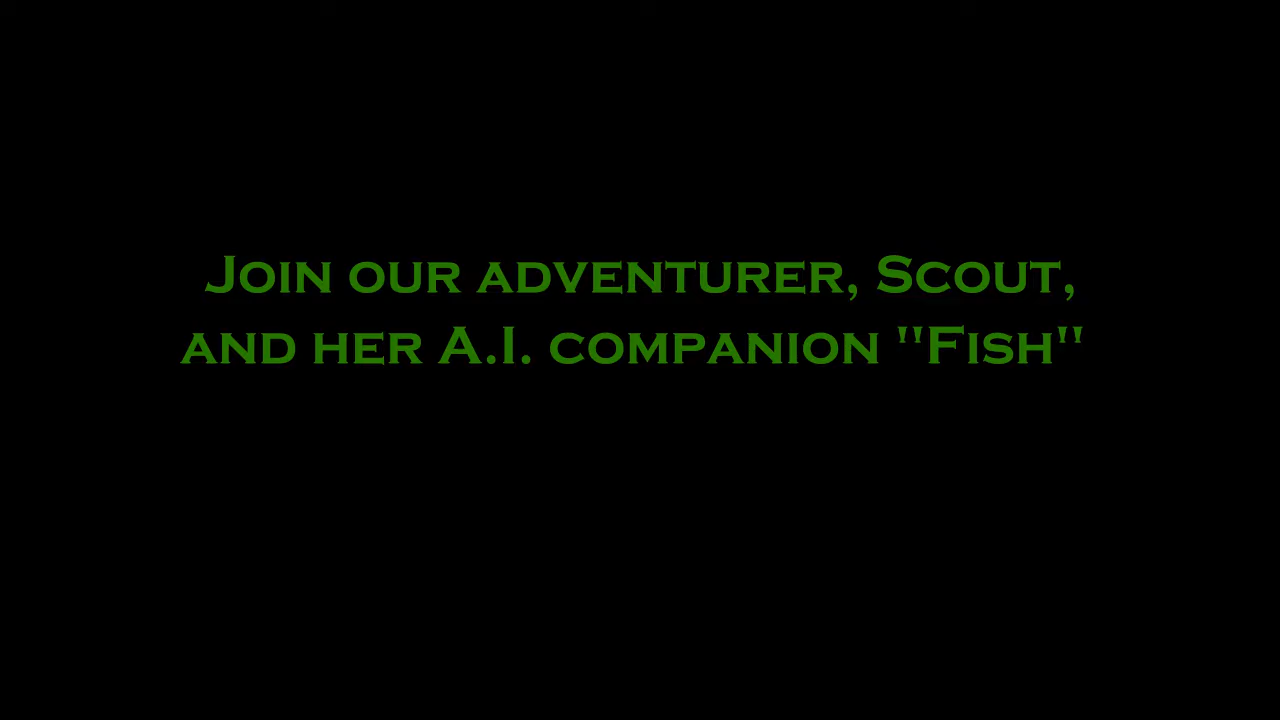 Join our adventurer, Scout,
and her A.I. companion "Fish"